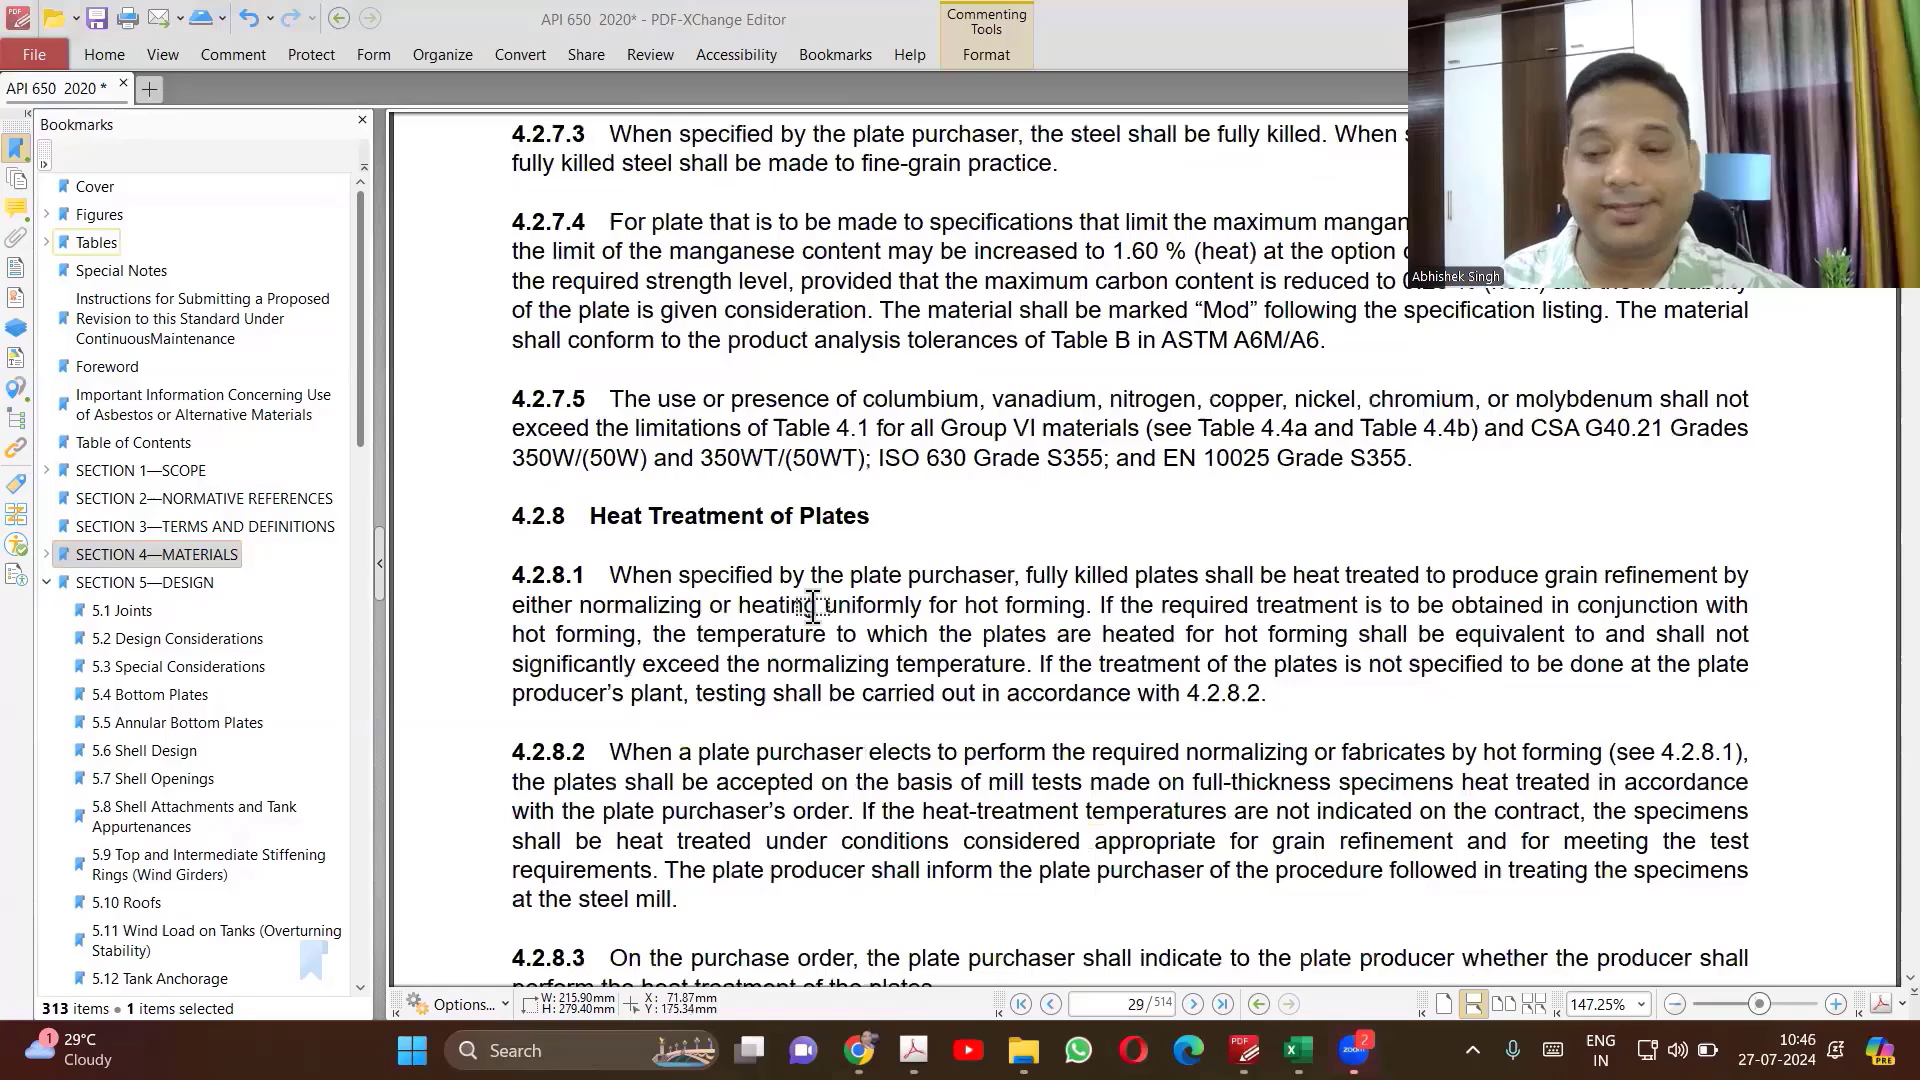 API 650  2020* - PDF-XChange Editor
Commenting
Tools
File
Home
View
Comment
Protect
Form
Organize
Convert
Share
Review
Accessibility
Bookmarks
Help
Format
API 650  2020 *
Bookmarks
Cover
Figures
Tables
Special Notes
Instructions for Submitting a Proposed
Revision to this Standard Under
ContinuousMaintenance
Foreword
Important Information Concerning Use
of Asbestos or Alternative Materials
Table of Contents
SECTION 1—SCOPE
SECTION 2—NORMATIVE REFERENCES
SECTION 3—TERMS AND DEFINITIONS
SECTION 4—MATERIALS
SECTION 5—DESIGN
5.1 Joints
5.2 Design Considerations
5.3 Special Considerations
5.4 Bottom Plates
5.5 Annular Bottom Plates
5.6 Shell Design
5.7 Shell Openings
5.8 Shell Attachments and Tank
Appurtenances
5.9 Top and Intermediate Stiffening
Rings (Wind Girders)
5.10 Roofs
5.11 Wind Load on Tanks (Overturning
Stability)
5.12 Tank Anchorage
313 items • 1 items selected
4.2.7.3 When specified by the plate purchaser, the steel shall be fully killed. When
fully killed steel shall be made to fine-grain practice.
4.2.7.4 For plate that is to be made to specifications that limit the maximum
the limit of the manganese content may be increased to 1.60 % (heat) at the option
the required strength level, provided that the maximum carbon content is reduced to
of the plate is given consideration. The material shall be marked “Mod” following the specification listing. The material
shall conform to the product analysis tolerances of Table B in ASTM A6M/A6.
4.2.7.5 The use or presence of columbium, vanadium, nitrogen, copper, nickel, chromium, or molybdenum shall not
exceed the limitations of Table 4.1 for all Group VI materials (see Table 4.4a and Table 4.4b) and CSA G40.21 Grades
350W/(50W) and 350WT/(50WT); ISO 630 Grade S355; and EN 10025 Grade S355.
4.2.8 Heat Treatment of Plates
4.2.8.1 When specified by the plate purchaser, fully killed plates shall be heat treated to produce grain refinement by
either normalizing or heating uniformly for hot forming. If the required treatment is to be obtained in conjunction with
hot forming, the temperature to which the plates are heated for hot forming shall be equivalent to and shall not
significantly exceed the normalizing temperature. If the treatment of the plates is not specified to be done at the plate
producer’s plant, testing shall be carried out in accordance with 4.2.8.2.
4.2.8.2 When a plate purchaser elects to perform the required normalizing or fabricates by hot forming (see 4.2.8.1),
the plates shall be accepted on the basis of mill tests made on full-thickness specimens heat treated in accordance
with the plate purchaser’s order. If the heat-treatment temperatures are not indicated on the contract, the specimens
shall be heat treated under conditions considered appropriate for grain refinement and for meeting the test
requirements. The plate producer shall inform the plate purchaser of the procedure followed in treating the specimens
at the steel mill.
4.2.8.3 On the purchase order, the plate purchaser shall indicate to the plate producer whether the producer shall
perform the heat treatment of the plates.
Abhishek Singh
Options...
W: 215.90mm
H: 279.40mm
X: 71.87mm
Y: 175.34mm
29 / 514
147.25%
1
29°C
Cloudy
Search
PDF
zoom
2
ENG
IN
10:46
27-07-2024
PRE